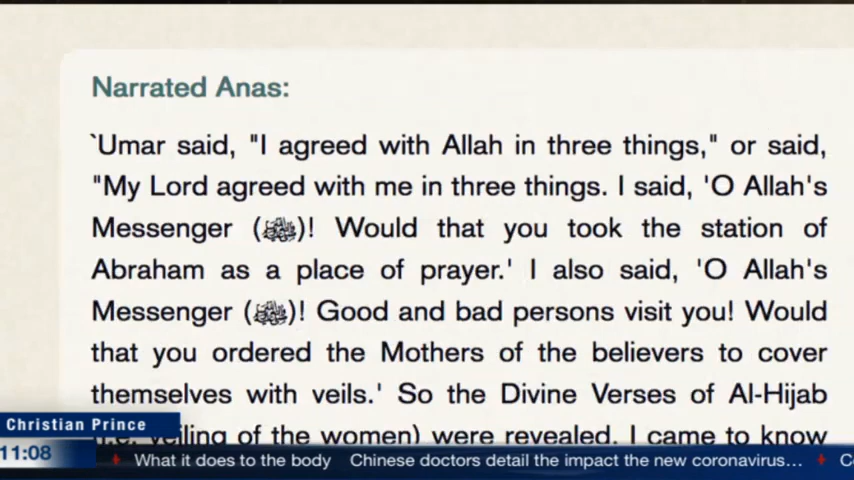 Narrated Anas:
`Umar said, "I agreed with Allah in three things," or said,
"My Lord agreed with me in three things. I said, 'O Allah's
Messenger (ﷺ)! Would that you took the station of
Abraham as a place of prayer.' I also said, 'O Allah's
Messenger (ﷺ)! Good and bad persons visit you! Would
that you ordered the Mothers of the believers to cover
themselves with veils.' So the Divine Verses of Al-Hijab
(i.e. veiling of the women) were revealed. I came to know
Christian Prince
11:08
What it does to the body Chinese doctors detail the impact the new coronavirus...